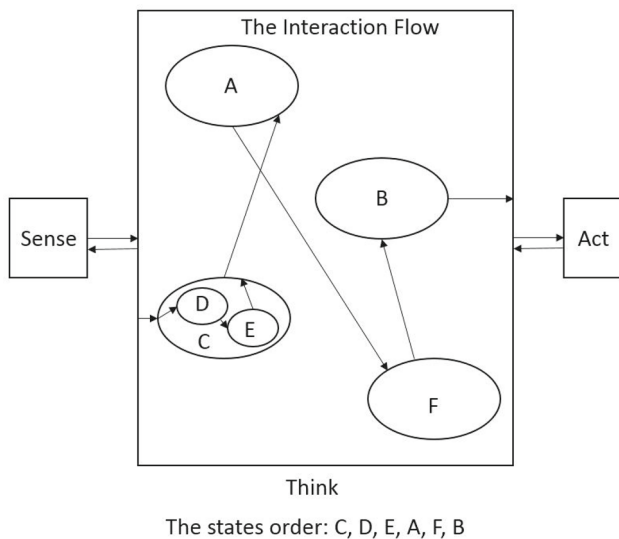 The Interaction Flow
A
B
Sense
Act
D
E
C
F
Think
The states order: C, D, E, A, F, B